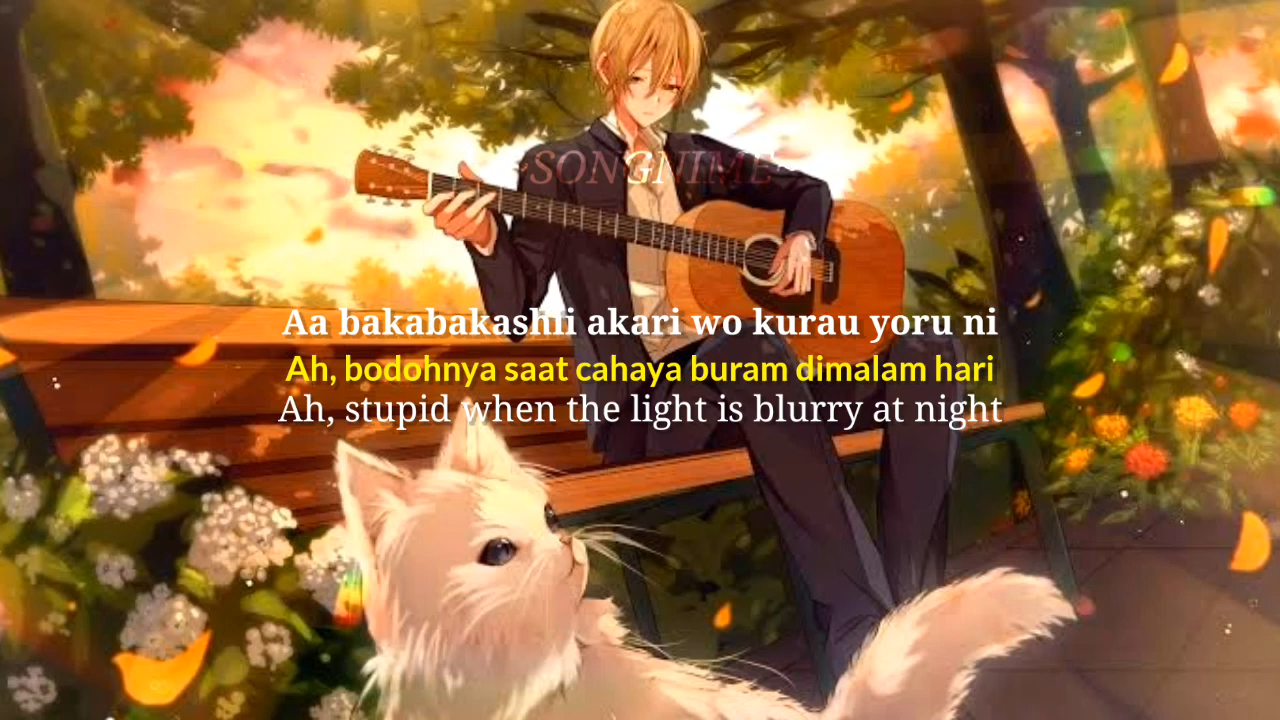 SONGNIME
Aa bakabakashii akari wo kurau yoru ni
Ah, bodohnya saat cahaya buram dimalam hari
Ah, stupid when the light is blurry at night